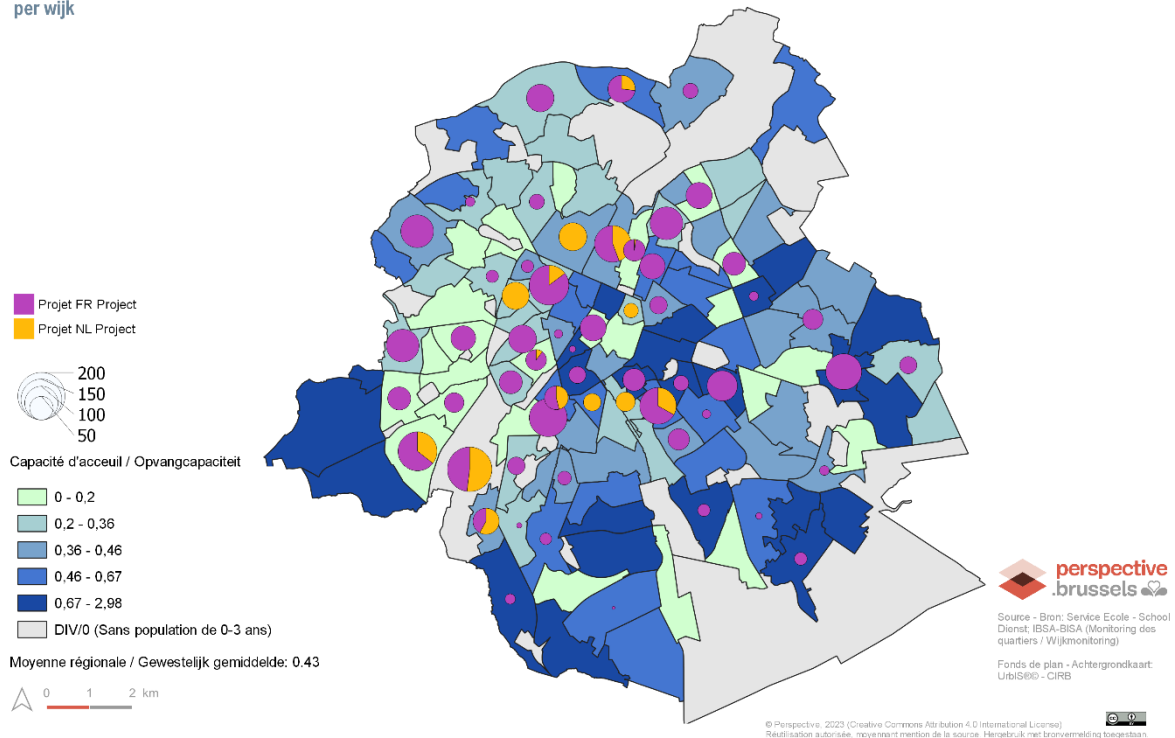 per wijk
Projet FR Project
Projet NL Project
200
150
100
50
Capacité d'acceuil / Opvangcapaciteit
0 - 0,2
0,2 - 0,36
0,36 - 0,46
0,46 - 0,67
0,67 - 2,98
DIV/0 (Sans population de 0-3 ans)
Moyenne régionale / Gewestelijk gemiddelde: 0.43
0 1 2 km
perspective
.brussels
Source - Bron: Service Ecole - School
Dienst; IBSA-BISA (Monitoring des
quartiers / Wijkmonitoring)
Fonds de plan - Achtergrondkaart:
UrbIS®© - CIRB
© Perspective, 2023 (Creative Commons Attribution 4.0 International License)
Réutilisation autorisée, moyennant mention de la source. Hergebruik met bronvermelding toegestaan.